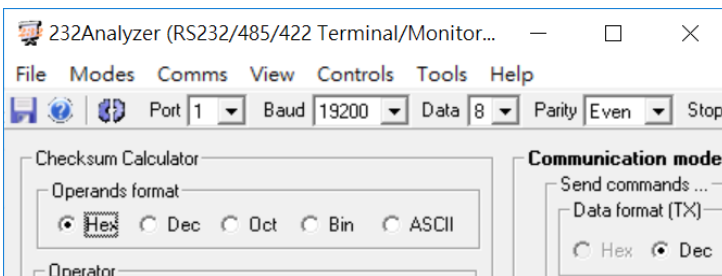 232Analyzer (RS232/485/422 Terminal/Monitor...
File Modes Comms View Controls Tools Help
Port 1 Baud 19200 Data 8 Parity Even Stop
Checksum Calculator
Communication mode
Operands format
Send commands ...
Data format (TX)
Hex Dec Oct Bin ASCII
Hex Dec
Operator